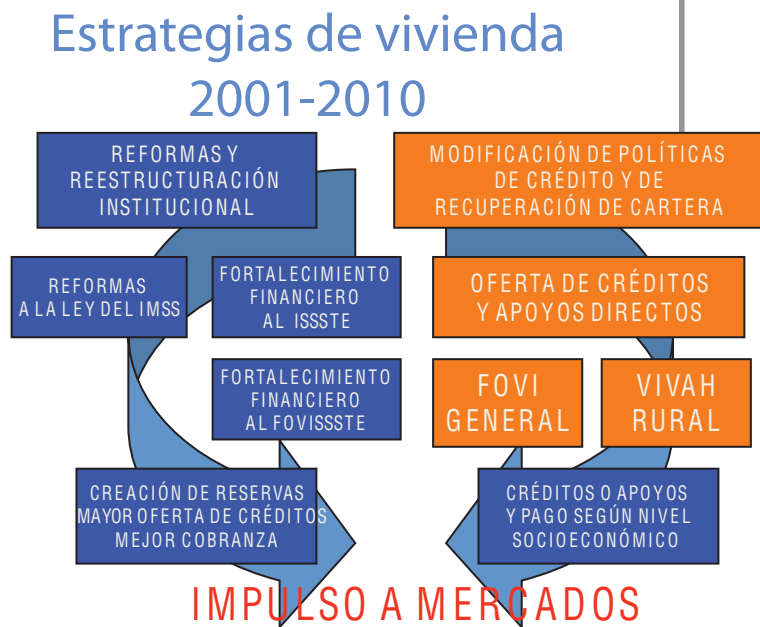 Estrategias de vivienda
2001-2010
REFORMAS Y
REESTRUCTURACIÓN
INSTITUCIONAL
MODIFICACIÓN DE POLÍTICAS
DE CRÉDITO Y DE
RECUPERACIÓN DE CARTERA
REFORMAS
A LA LEY DEL IMSS
FORTALECIMIENTO
FINANCIERO
AL ISSSTE
OFERTA DE CRÉDITOS
Y APOYOS DIRECTOS
FORTALECIMIENTO
FINANCIERO
AL FOVISSSTE
FOVI
GENERAL
VIVAH
RURAL
CREACIÓN DE RESERVAS
MAYOR OFERTA DE CRÉDITOS
MEJOR COBRANZA
CRÉDITOS O APOYOS
Y PAGO SEGÚN NIVEL
SOCIOECONÓMICO
IMPULSO A MERCADOS